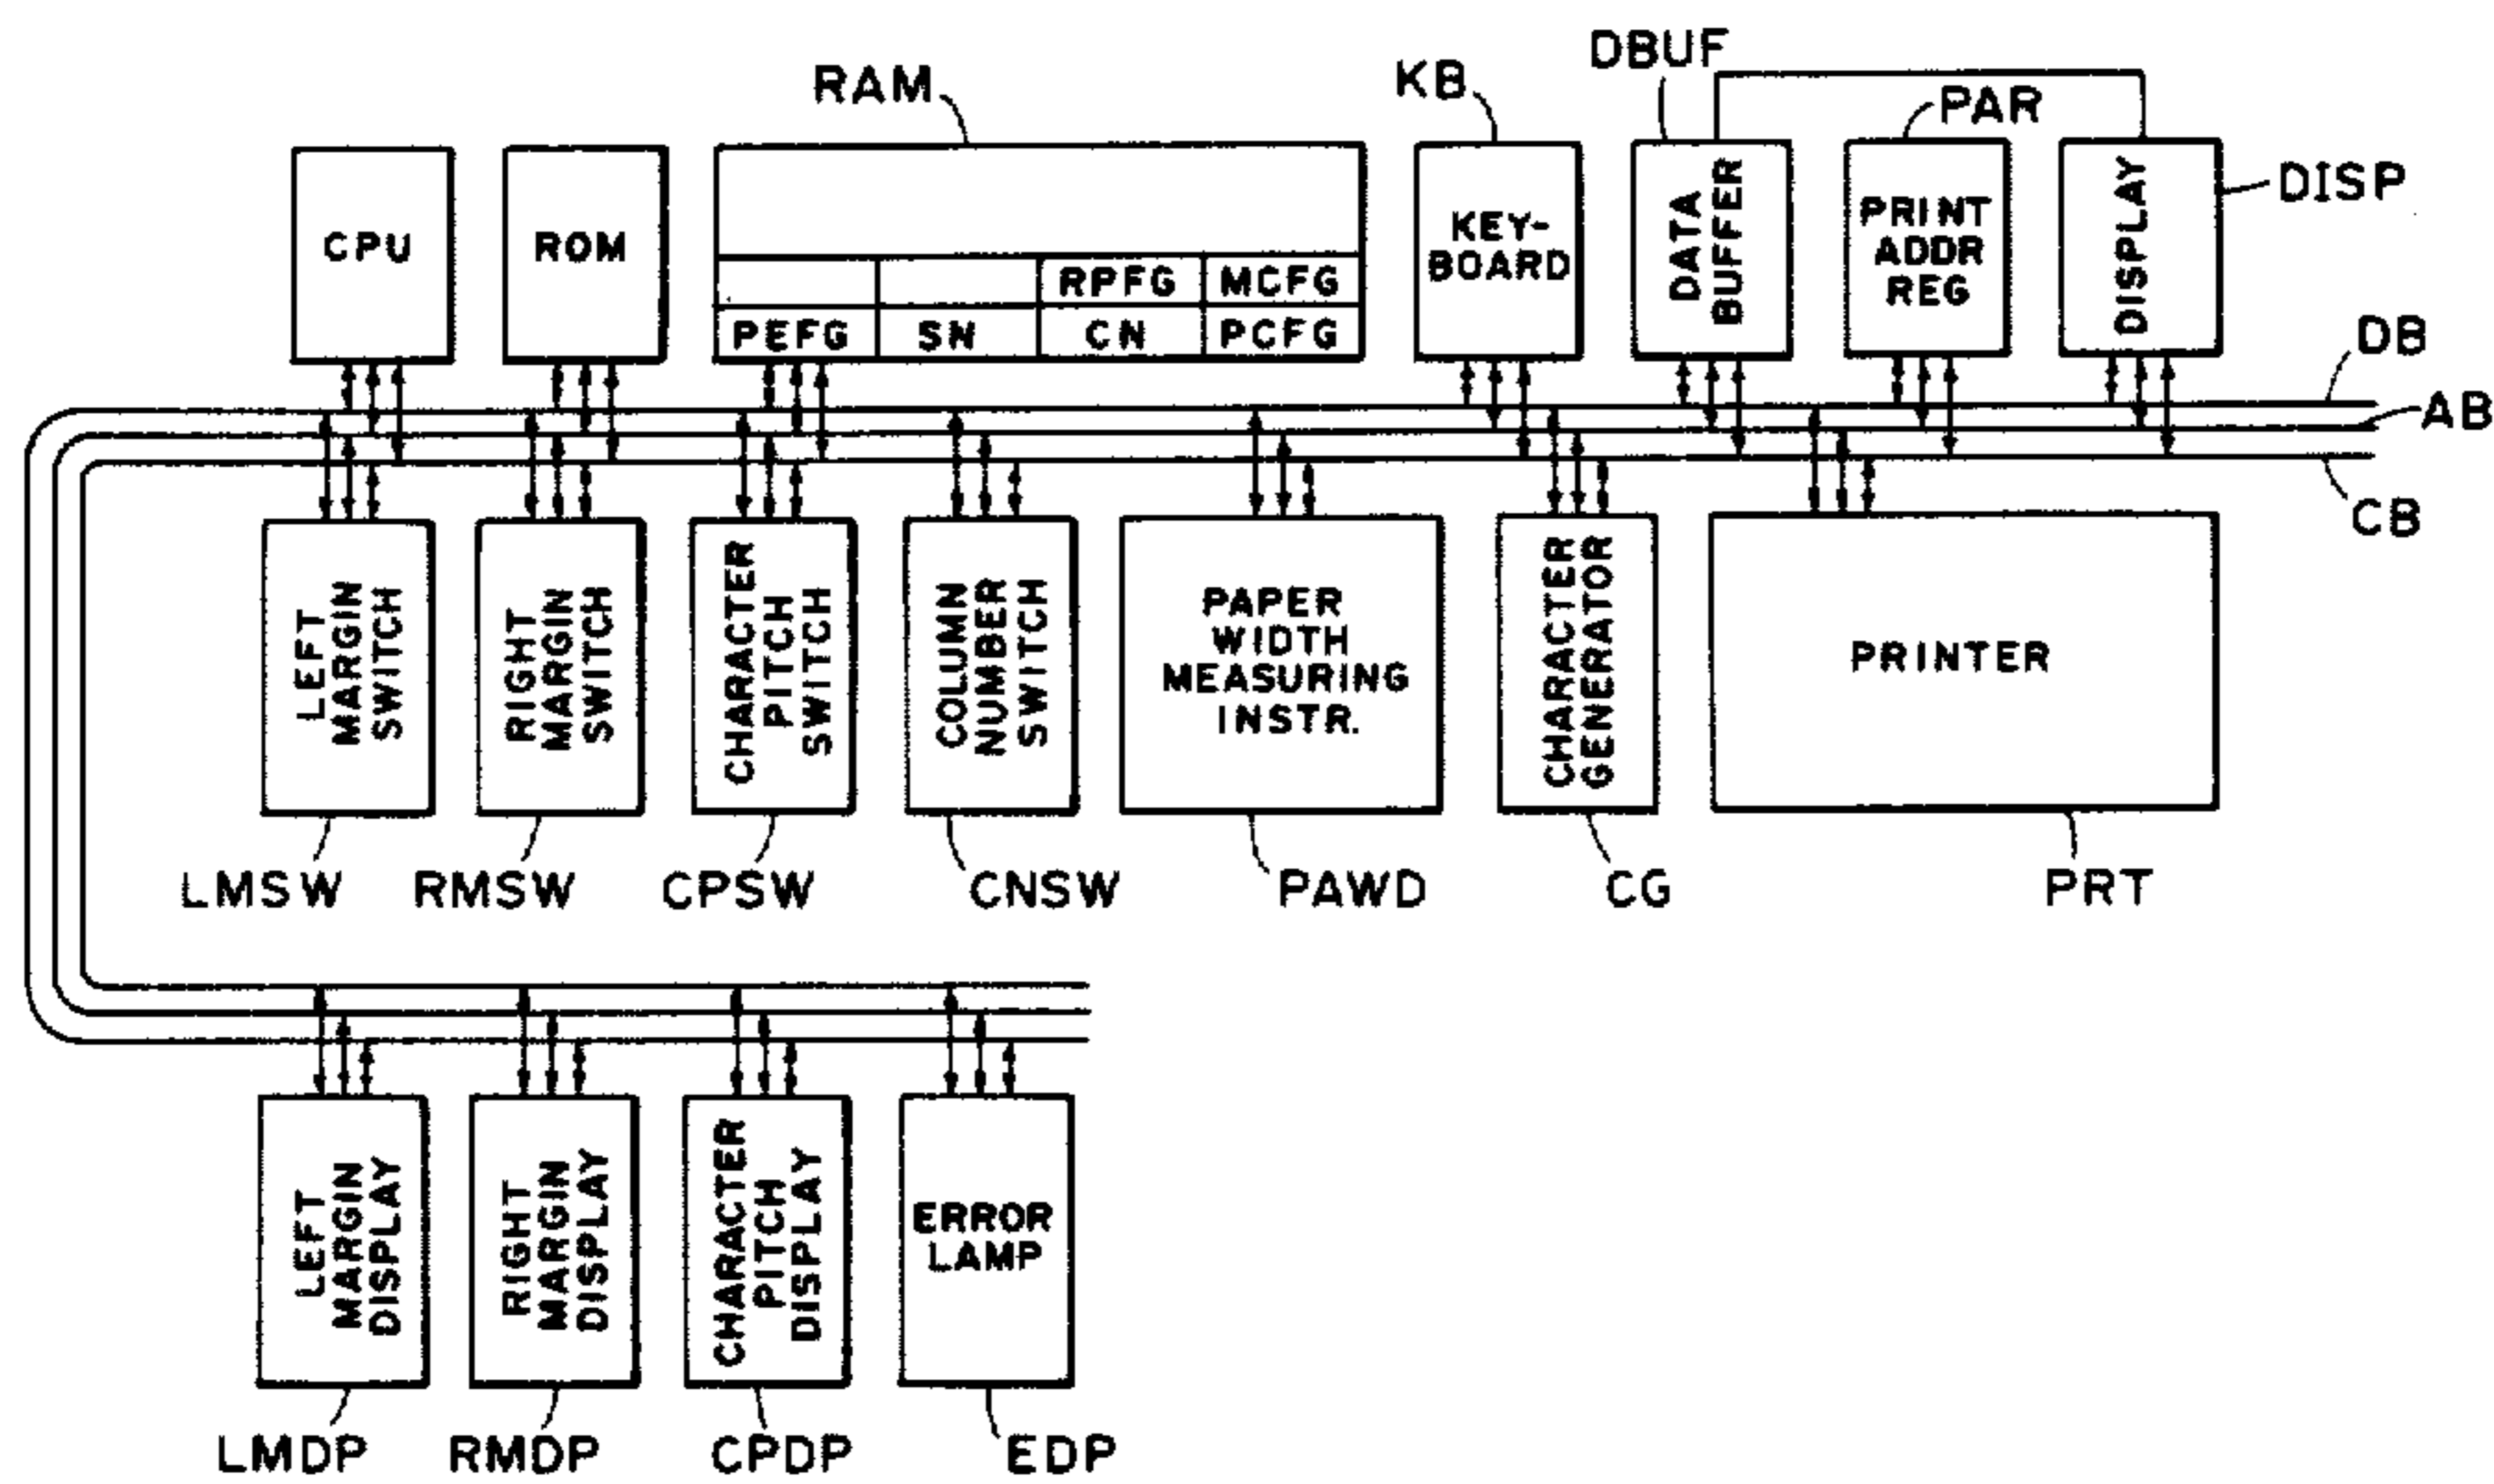 RAM
KB
DBUF
PAR
DISP
CPU
ROM
RPFG
MCFG
PEFG
SN
CN
PCFG
KEY-
BOARD
DATA
BUFFER
PRINT
ADDR
REG
DISPLAY
DB
AB
CB
LEFT
MARGIN
SWITCH
RIGHT
MARGIN
SWITCH
CHARACTER
PITCH
SWITCH
COLUMN
NUMBER
SWITCH
PAPER
WIDTH
MEASURING
INSTR.
CHARACTER
GENERATOR
PRINTER
LMSW
RMSW
CPSW
CNSW
PAWD
CG
PRT
LEFT
MARGIN
DISPLAY
RIGHT
MARGIN
DISPLAY
CHARACTER
PITCH
DISPLAY
ERROR
LAMP
LMDP
RMDP
CPDP
EDP